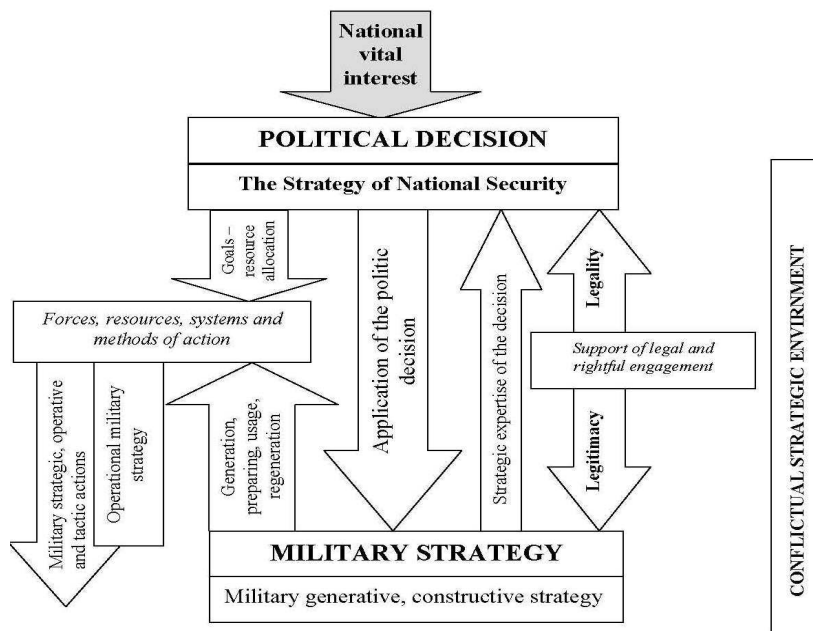 National
vital
interest
POLITICAL DECISION
The Strategy of National Security
Goals –
resource
allocation
Application of the politic
decision
Strategic expertise of the decision
Legality
Legitimacy
Forces, resources, systems and
methods of action
Support of legal and
rightful engagement
Military strategic, operative
and tactic actions
Operational military
strategy
Generation,
preparing, usage,
regeneration
MILITARY STRATEGY
Military generative, constructive strategy
CONFLICTUAL STRATEGIC ENVIRNMENT